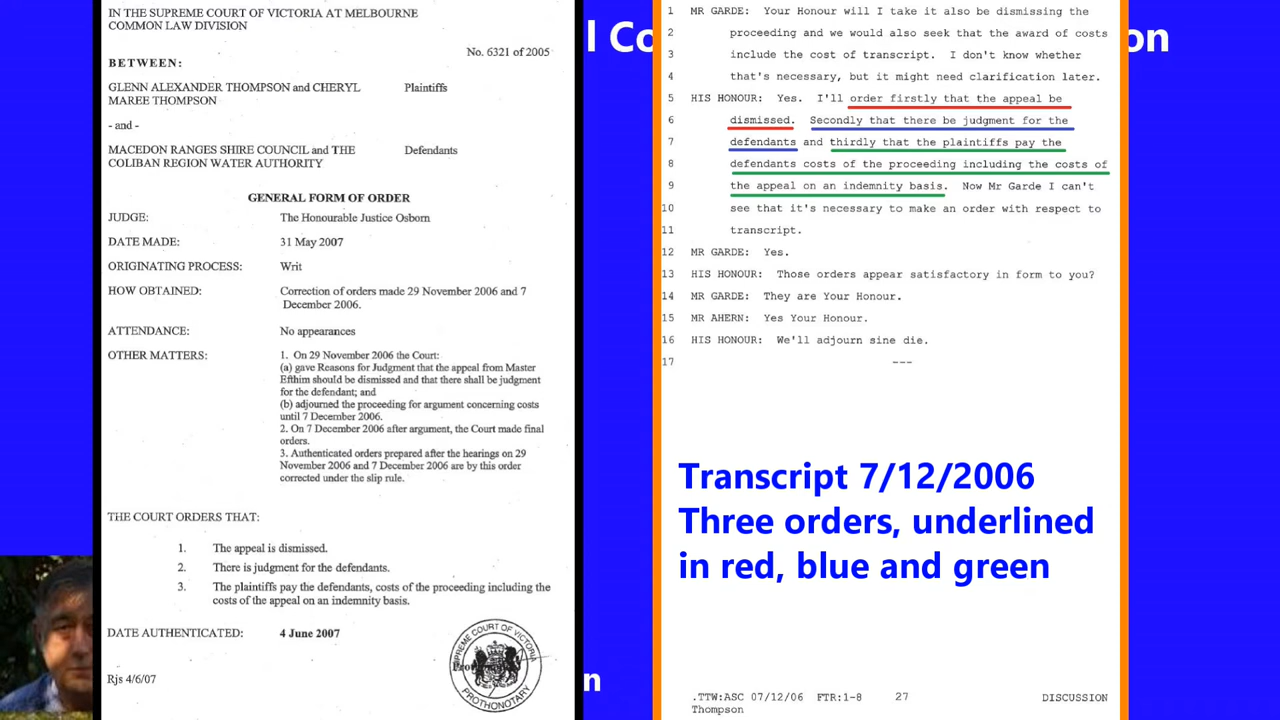 IN THE SUPREME COURT OF VICTORIA AT MELBOURNE
COMMON LAW DIVISION
No. 6321 of 2005
BETWEEN:
GLENN ALEXANDER THOMPSON and CHERYL
MAREE THOMPSON
Plaintiffs
- and -
MACEDON RANGES SHIRE COUNCIL and THE
COLIBAN REGION WATER AUTHORITY
Defendants
GENERAL FORM OF ORDER
JUDGE: The Honourable Justice Osborn
DATE MADE: 31 May 2007
ORIGINATING PROCESS: Writ
HOW OBTAINED: Correction of orders made 29 November 2006 and 7
December 2006.
ATTENDANCE: No appearances
OTHER MATTERS: 1. On 29 November 2006 the Court:
(a) gave Reasons for Judgment that the appeal from Master
Efthim should be dismissed and that there shall be judgment
for the defendant; and
(b) adjourned the proceeding for argument concerning costs
until 7 December 2006.
2. On 7 December 2006 after argument, the Court made final
orders.
3. Authenticated orders prepared after the hearings on 29
November 2006 and 7 December 2006 are by this order
corrected under the slip rule.
THE COURT ORDERS THAT:
1. The appeal is dismissed.
2. There is judgment for the defendants.
3. The plaintiffs pay the defendants, costs of the proceeding including the
costs of the appeal on an indemnity basis.
DATE AUTHENTICATED: 4 June 2007
SUPREME COURT OF VICTORIA
PROTHONOTARY
Rjs 4/6/07
l Co
on
n
1 MR GARDE: Your Honour will I take it also be dismissing the
2 proceeding and we would also seek that the award of costs
3 include the cost of transcript. I don't know whether
4 that's necessary, but it might need clarification later.
5 HIS HONOUR: Yes. I'll order firstly that the appeal be
6 dismissed. Secondly that there be judgment for the
7 defendants and thirdly that the plaintiffs pay the
8 defendants costs of the proceeding including the costs of
9 the appeal on an indemnity basis. Now Mr Garde I can't
10 see that it's necessary to make an order with respect to
11 transcript.
12 MR GARDE: Yes.
13 HIS HONOUR: Those orders appear satisfactory in form to you?
14 MR GARDE: They are Your Honour.
15 MR AHERN: Yes Your Honour.
16 HIS HONOUR: We'll adjourn sine die.
17 ---
Transcript 7/12/2006
Three orders, underlined
in red, blue and green
.TTW:ASC 07/12/06 FTR:1-8 27 DISCUSSION
Thompson